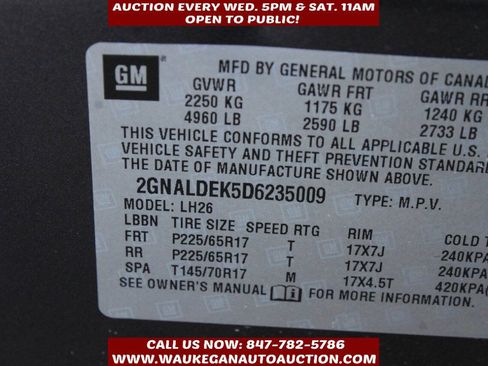 AUCTION EVERY WED. 5PM & SAT. 11AM
OPEN TO PUBLIC!
GM
MFD BY GENERAL MOTORS OF CANA
GVWR GAWR FRT GAWR RR
2250 KG 1175 KG 1240 KG
4960 LB 2590 LB 2733 LB
THIS VEHICLE CONFORMS TO ALL APPLICABLE U.S.
VEHICLE SAFETY AND THEFT PREVENTION STANDARD
THE DATE OF MANUFACTURE SHOWN ABOVE.
2GNALDEK5D6235009 TYPE: M.P.V.
MODEL: LH26
LBBN TIRE SIZE SPEED RTG RIM COLD T
FRT P225/65R17 T 17X7J 240KPA
RR P225/65R17 T 17X7J 240KPA
SPA T145/70R17 M 17X4.5T 420KPA(
SEE OWNER'S MANUAL FOR MORE INFORMATION.
CALL US NOW: 847-782-5786
WWW.WAUKEGANAUTOAUCTION.COM